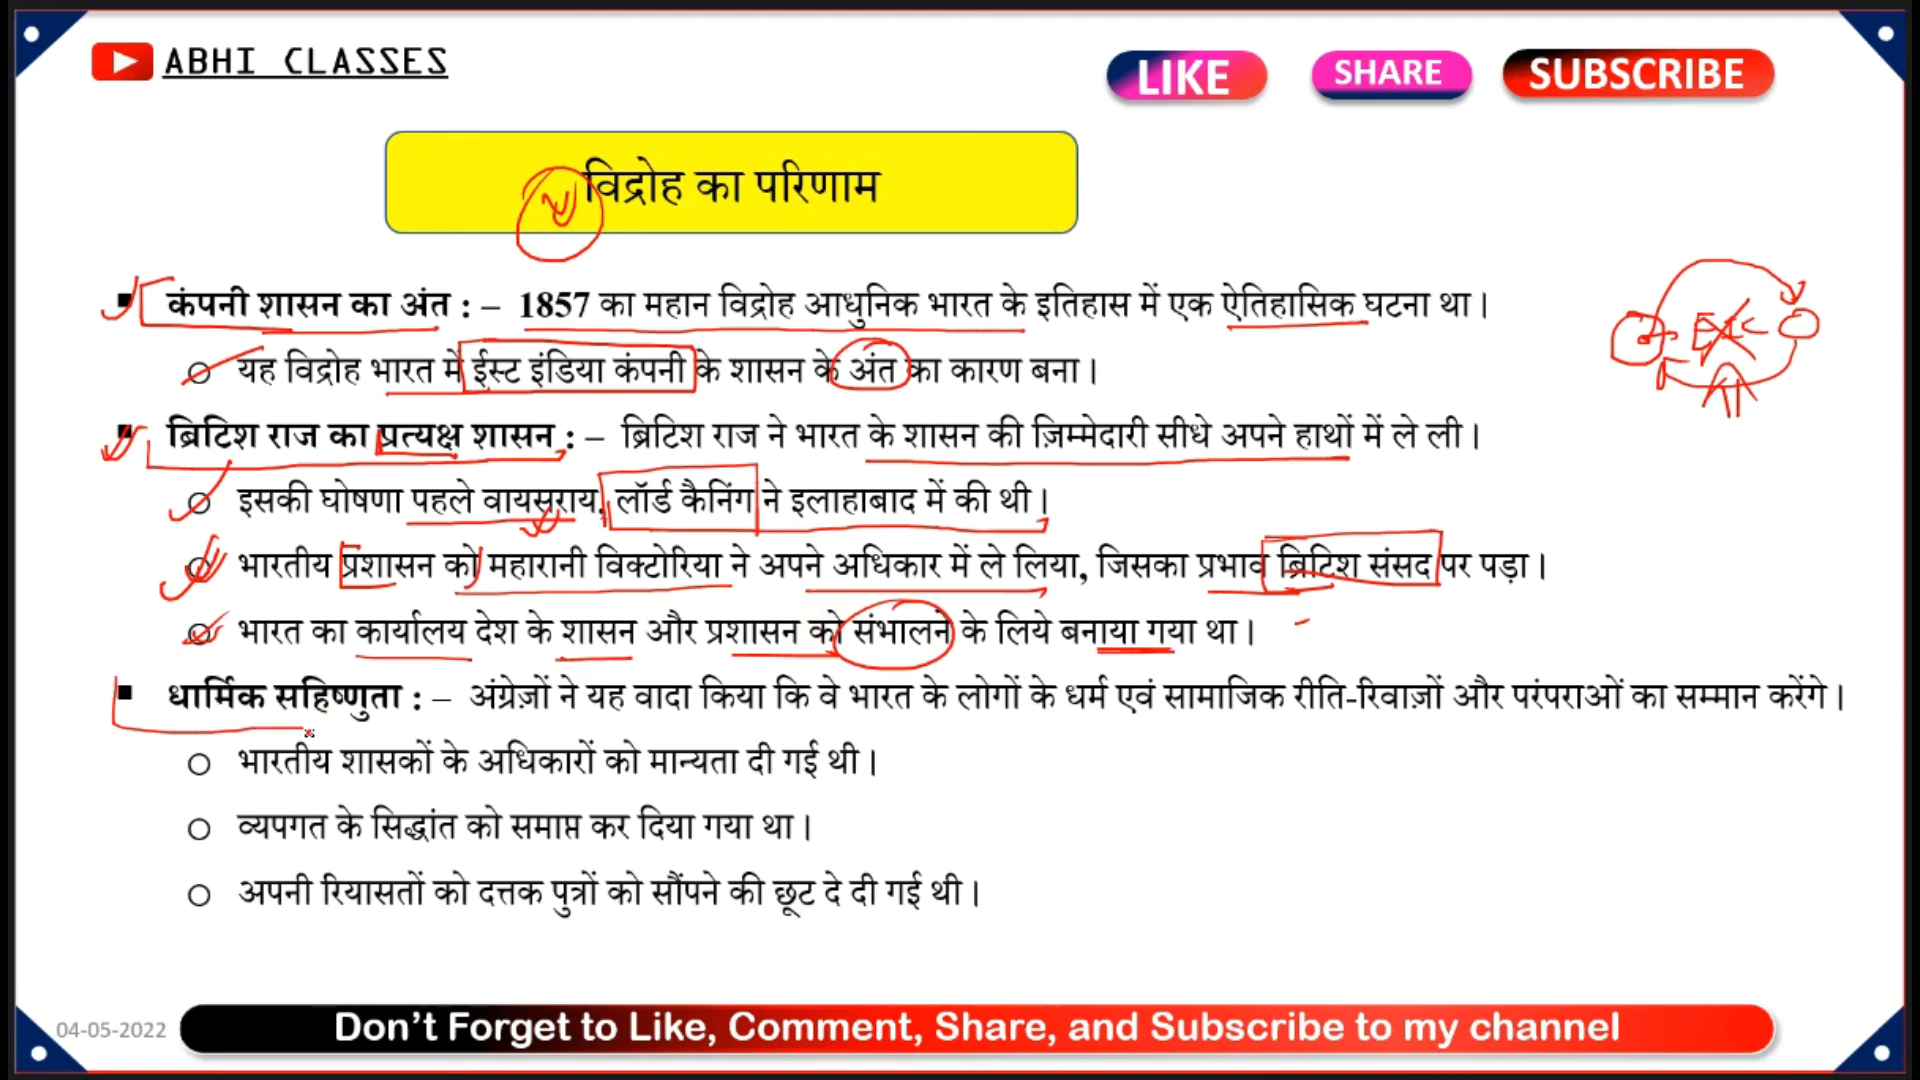 ABHI CLASSES
LIKE
SHARE
SUBSCRIBE
विद्रोह का परिणाम
कंपनी शासन का अंत : – 1857 का महान विद्रोह आधुनिक भारत के इतिहास में एक ऐतिहासिक घटना था।
यह विद्रोह भारत में ईस्ट इंडिया कंपनी के शासन के अंत का कारण बना।
ब्रिटिश राज का प्रत्यक्ष शासन : – ब्रिटिश राज ने भारत के शासन की ज़िम्मेदारी सीधे अपने हाथों में ले ली।
इसकी घोषणा पहले वायसराय, लॉर्ड कैनिंग ने इलाहाबाद में की थी।
भारतीय प्रशासन को महारानी विक्टोरिया ने अपने अधिकार में ले लिया, जिसका प्रभाव ब्रिटिश संसद पर पड़ा।
भारत का कार्यालय देश के शासन और प्रशासन को संभालने के लिये बनाया गया था।
धार्मिक सहिष्णुता : – अंग्रेज़ों ने यह वादा किया कि वे भारत के लोगों के धर्म एवं सामाजिक रीति-रिवाज़ों और परंपराओं का सम्मान करेंगे।
भारतीय शासकों के अधिकारों को मान्यता दी गई थी।
व्यपगत के सिद्धांत को समाप्त कर दिया गया था।
अपनी रियासतों को दत्तक पुत्रों को सौंपने की छूट दे दी गई थी।
04-05-2022
Don’t Forget to Like, Comment, Share, and Subscribe to my channel